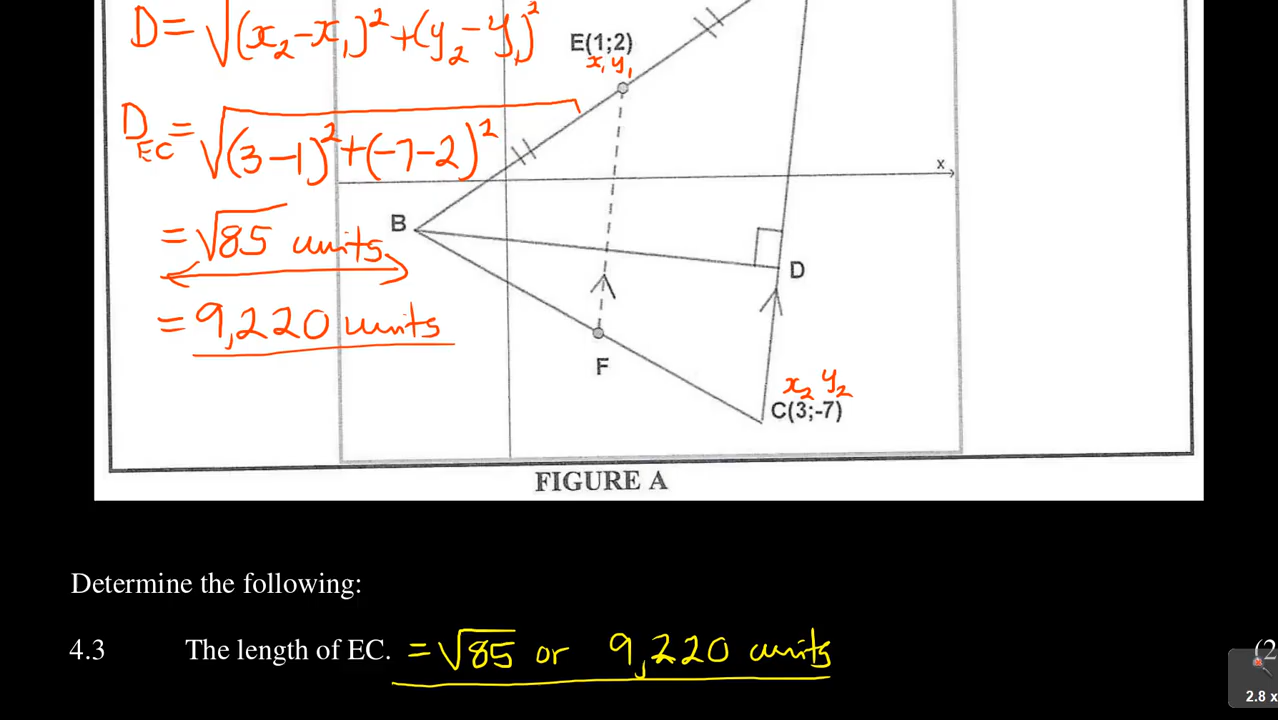 D = √(x₂ − x₁)² + (y₂ − y₁)²
E(1;2)
x₁ y₁
D_EC = √(3 − 1)² + (−7 − 2)²
x
= √85 units
B
D
= 9,220 units
F
x₂ y₂
C(3;-7)
FIGURE A
Determine the following:
4.3 The length of EC. = √85 or 9,220 units
(2
2.8 x